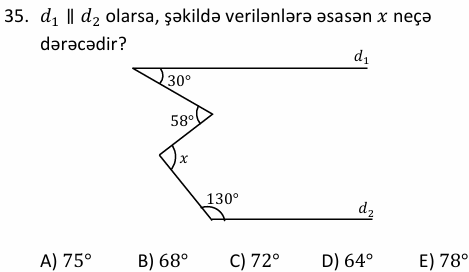 35. d₁ ∥ d₂ olarsa, şəkildə verilənlərə əsasən x neçə
dərəcədir?
d₁
30°
58°
x
130°
d₂
A) 75° B) 68° C) 72° D) 64° E) 78°